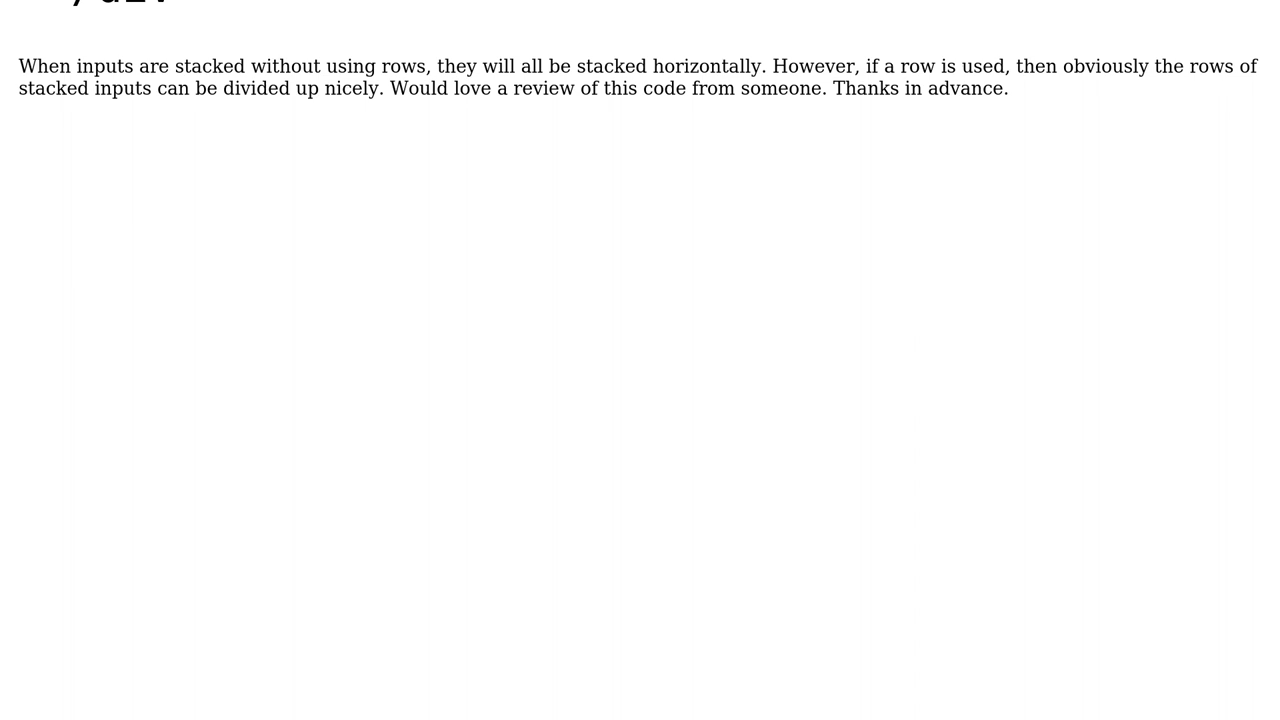 When inputs are stacked without using rows, they will all be stacked horizontally. However, if a row is used, then obviously the rows of
stacked inputs can be divided up nicely. Would love a review of this code from someone. Thanks in advance.